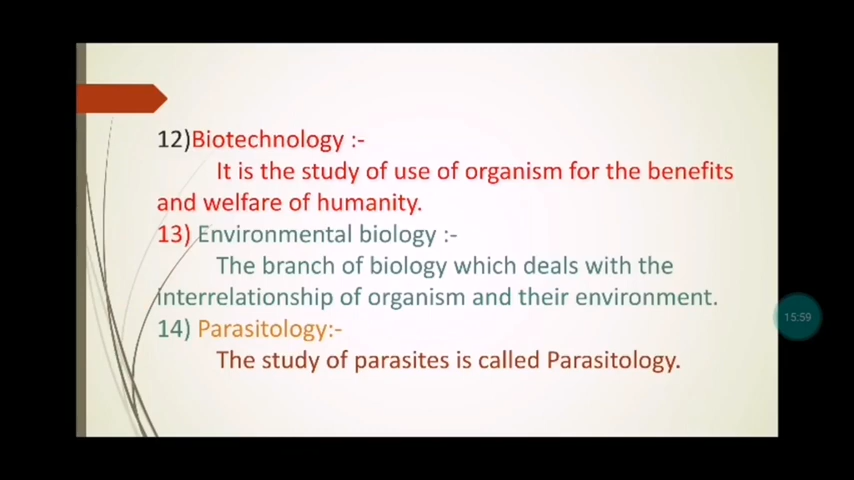 12)Biotechnology :-
It is the study of use of organism for the benefits
and welfare of humanity.
13) Environmental biology :-
The branch of biology which deals with the
interrelationship of organism and their environment.
14) Parasitology:-
The study of parasites is called Parasitology.
15:59